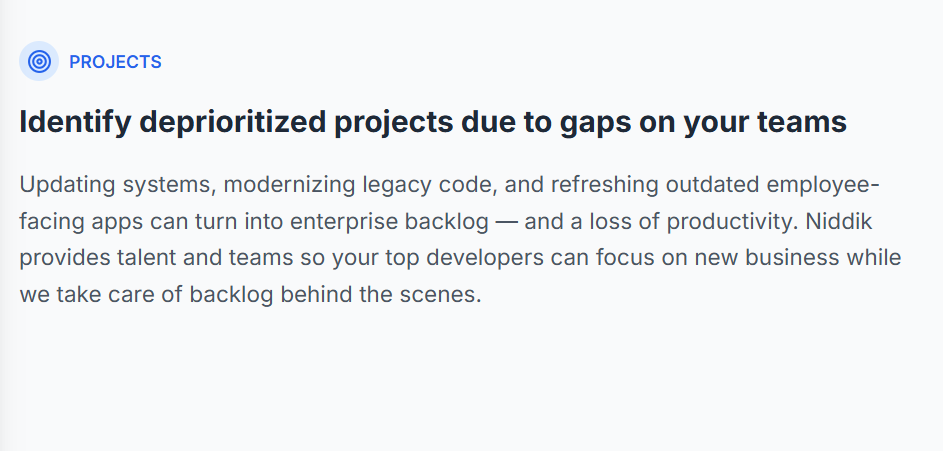 PROJECTS
Identify deprioritized projects due to gaps on your teams
Updating systems, modernizing legacy code, and refreshing outdated employee-
facing apps can turn into enterprise backlog — and a loss of productivity. Niddik
provides talent and teams so your top developers can focus on new business while
we take care of backlog behind the scenes.